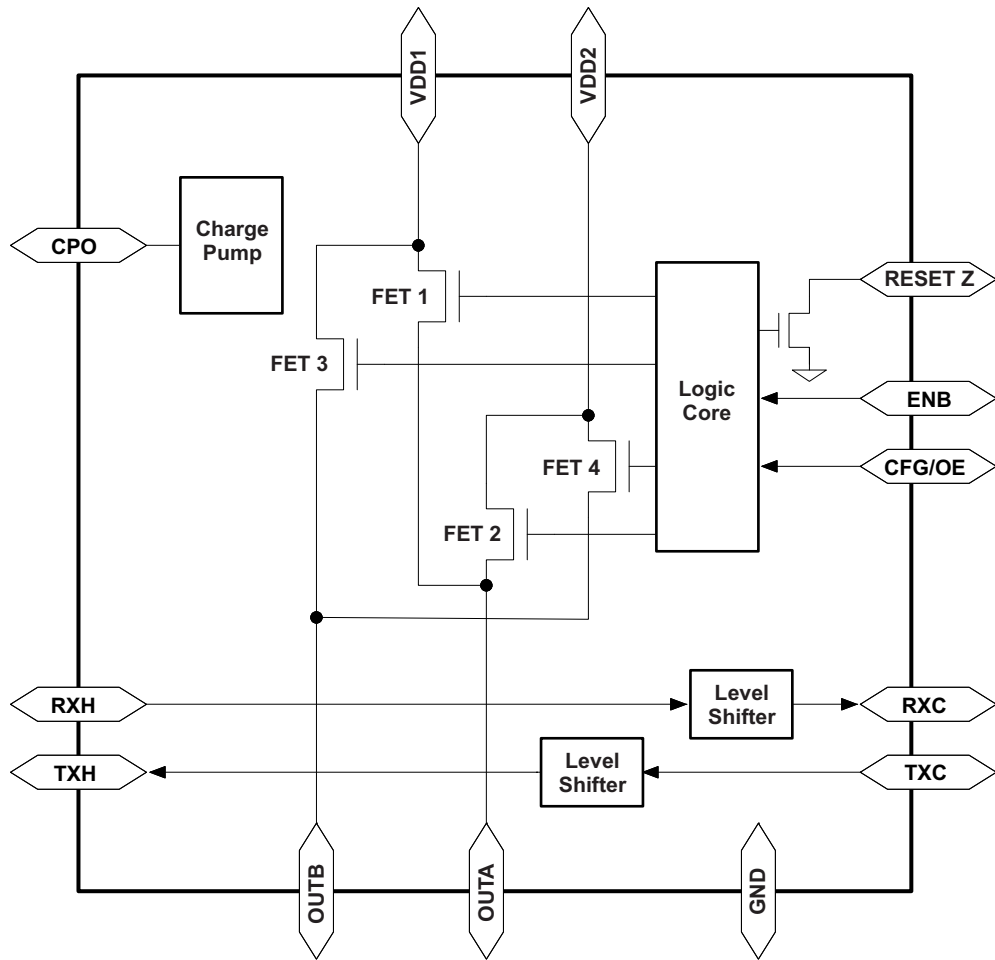 VDD1
VDD2
Charge
Pump
CPO
FET 1
RESET Z
FET 3
Logic
Core
ENB
FET 4
CFG/OE
FET 2
RXH
Level
Shifter
RXC
TXH
Level
Shifter
TXC
OUTB
OUTA
GND